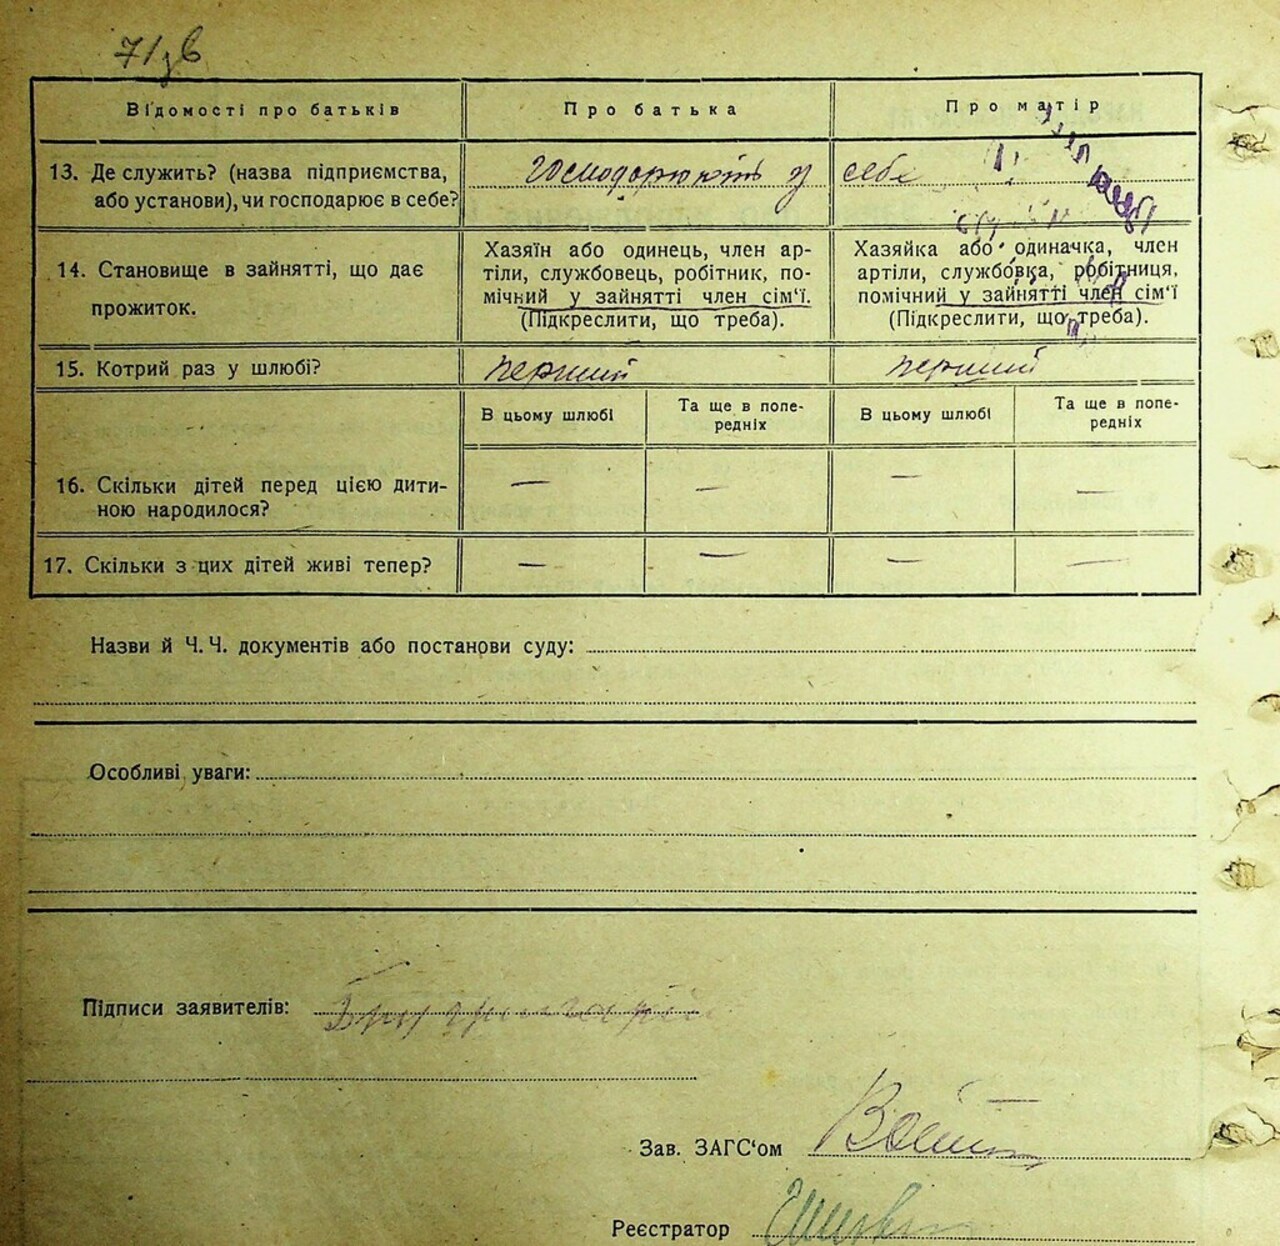 71зв
Відомості про батьків
Про батька
Про матір
13. Де служить? (назва підприємства,
або установи), чи господарює в себе?
Господорюють у себе
14. Становище в зайнятті, що дає
прожиток.
Хазяїн або одинець, член ар-
тіли, службовець, робітник, по-
мічний у зайнятті член сім‘ї.
(Підкреслити, що треба).
Хазяйка або одиначка, член
артіли, службовка, робітниця,
помічний у зайнятті член сім‘ї
(Підкреслити, що треба).
15. Котрий раз у шлюбі?
перший
перший
В цьому шлюбі
Та ще в попе-
редніх
В цьому шлюбі
Та ще в попе-
редніх
16. Скільки дітей перед цією дити-
ною народилося?
— — — —
17. Скільки з цих дітей живі тепер?
— — — —
Назви й Ч. Ч. документів або постанови суду:
Особливі уваги:
Підписи заявителів:
Зав. ЗАГС‘ом
Реєстратор